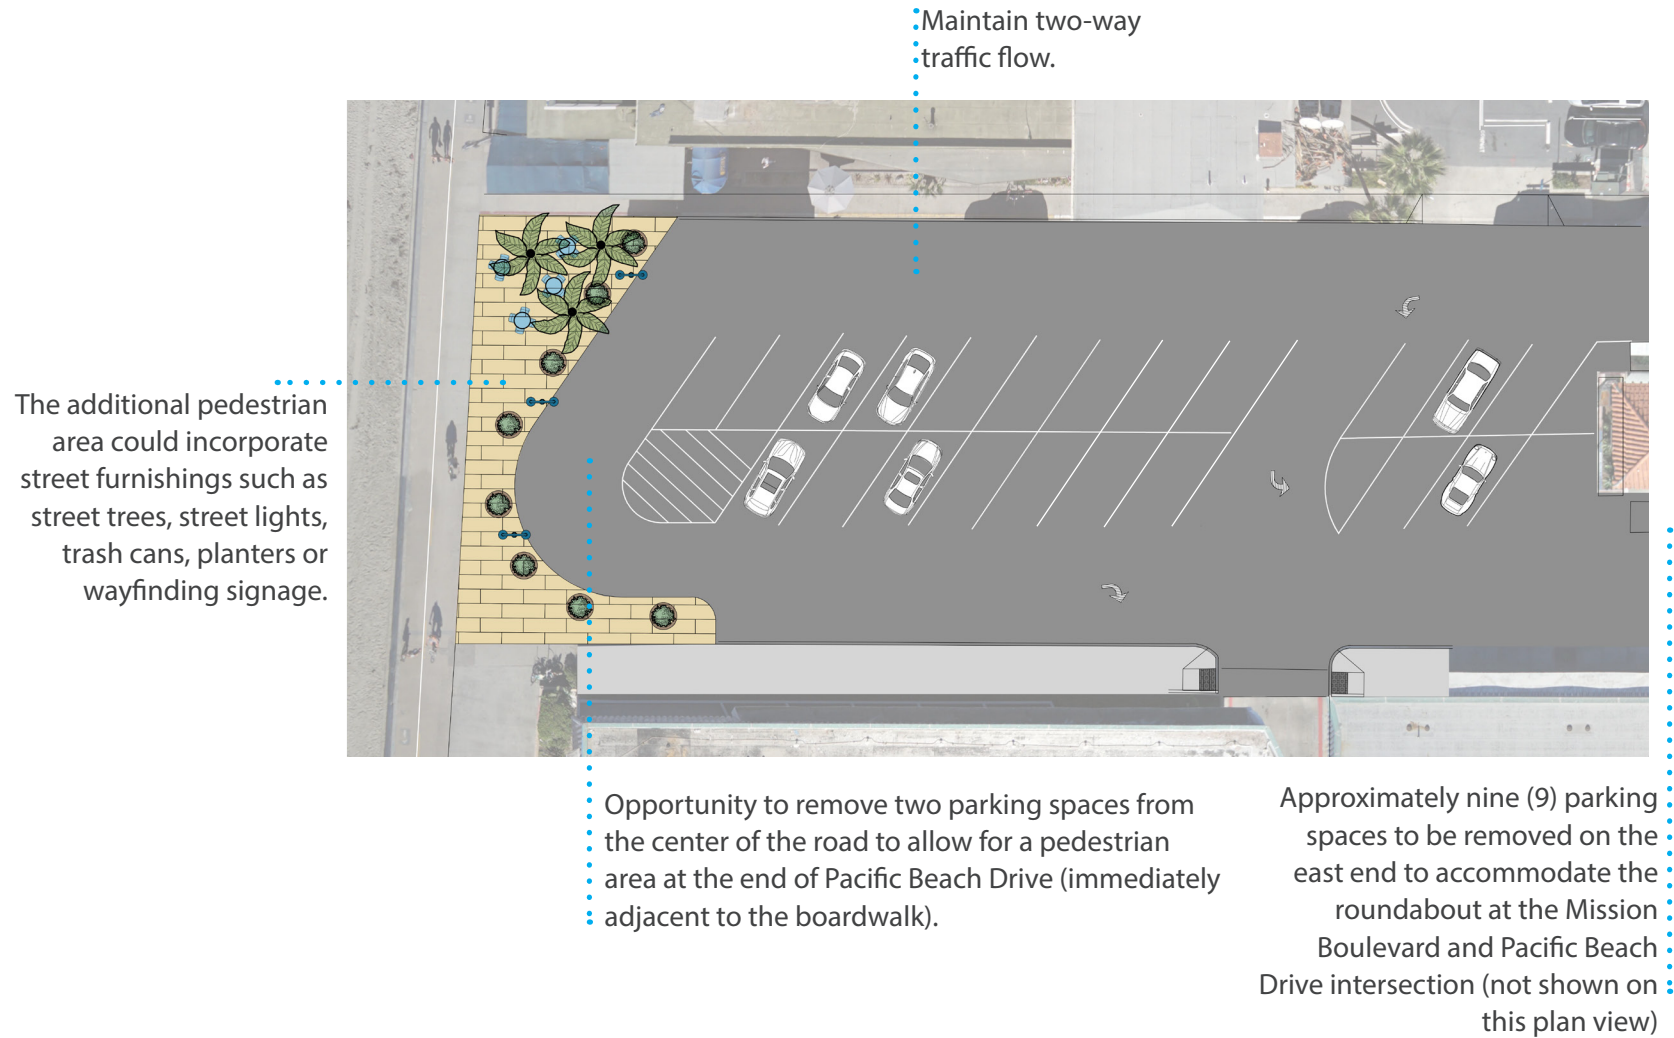 Maintain two-way
traffic flow.
The additional pedestrian
area could incorporate
street furnishings such as
street trees, street lights,
trash cans, planters or
wayfinding signage.
Opportunity to remove two parking spaces from
the center of the road to allow for a pedestrian
area at the end of Pacific Beach Drive (immediately
adjacent to the boardwalk).
Approximately nine (9) parking
spaces to be removed on the
east end to accommodate the
roundabout at the Mission
Boulevard and Pacific Beach
Drive intersection (not shown on
this plan view)